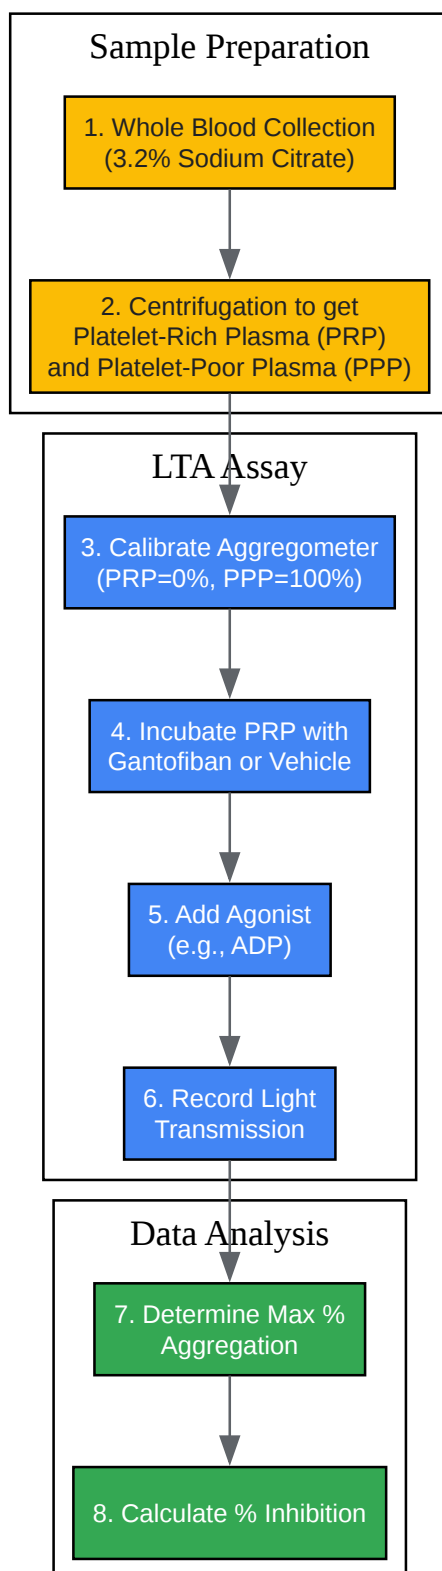 Sample Preparation
1. Whole Blood Collection
(3.2% Sodium Citrate)
2. Centrifugation to get
Platelet-Rich Plasma (PRP)
and Platelet-Poor Plasma (PPP)
LTA Assay
3. Calibrate Aggregometer
(PRP=0%, PPP=100%)
4. Incubate PRP with
Gantofiban or Vehicle
5. Add Agonist
(e.g., ADP)
6. Record Light
Transmission
Data Analysis
7. Determine Max %
Aggregation
8. Calculate % Inhibition